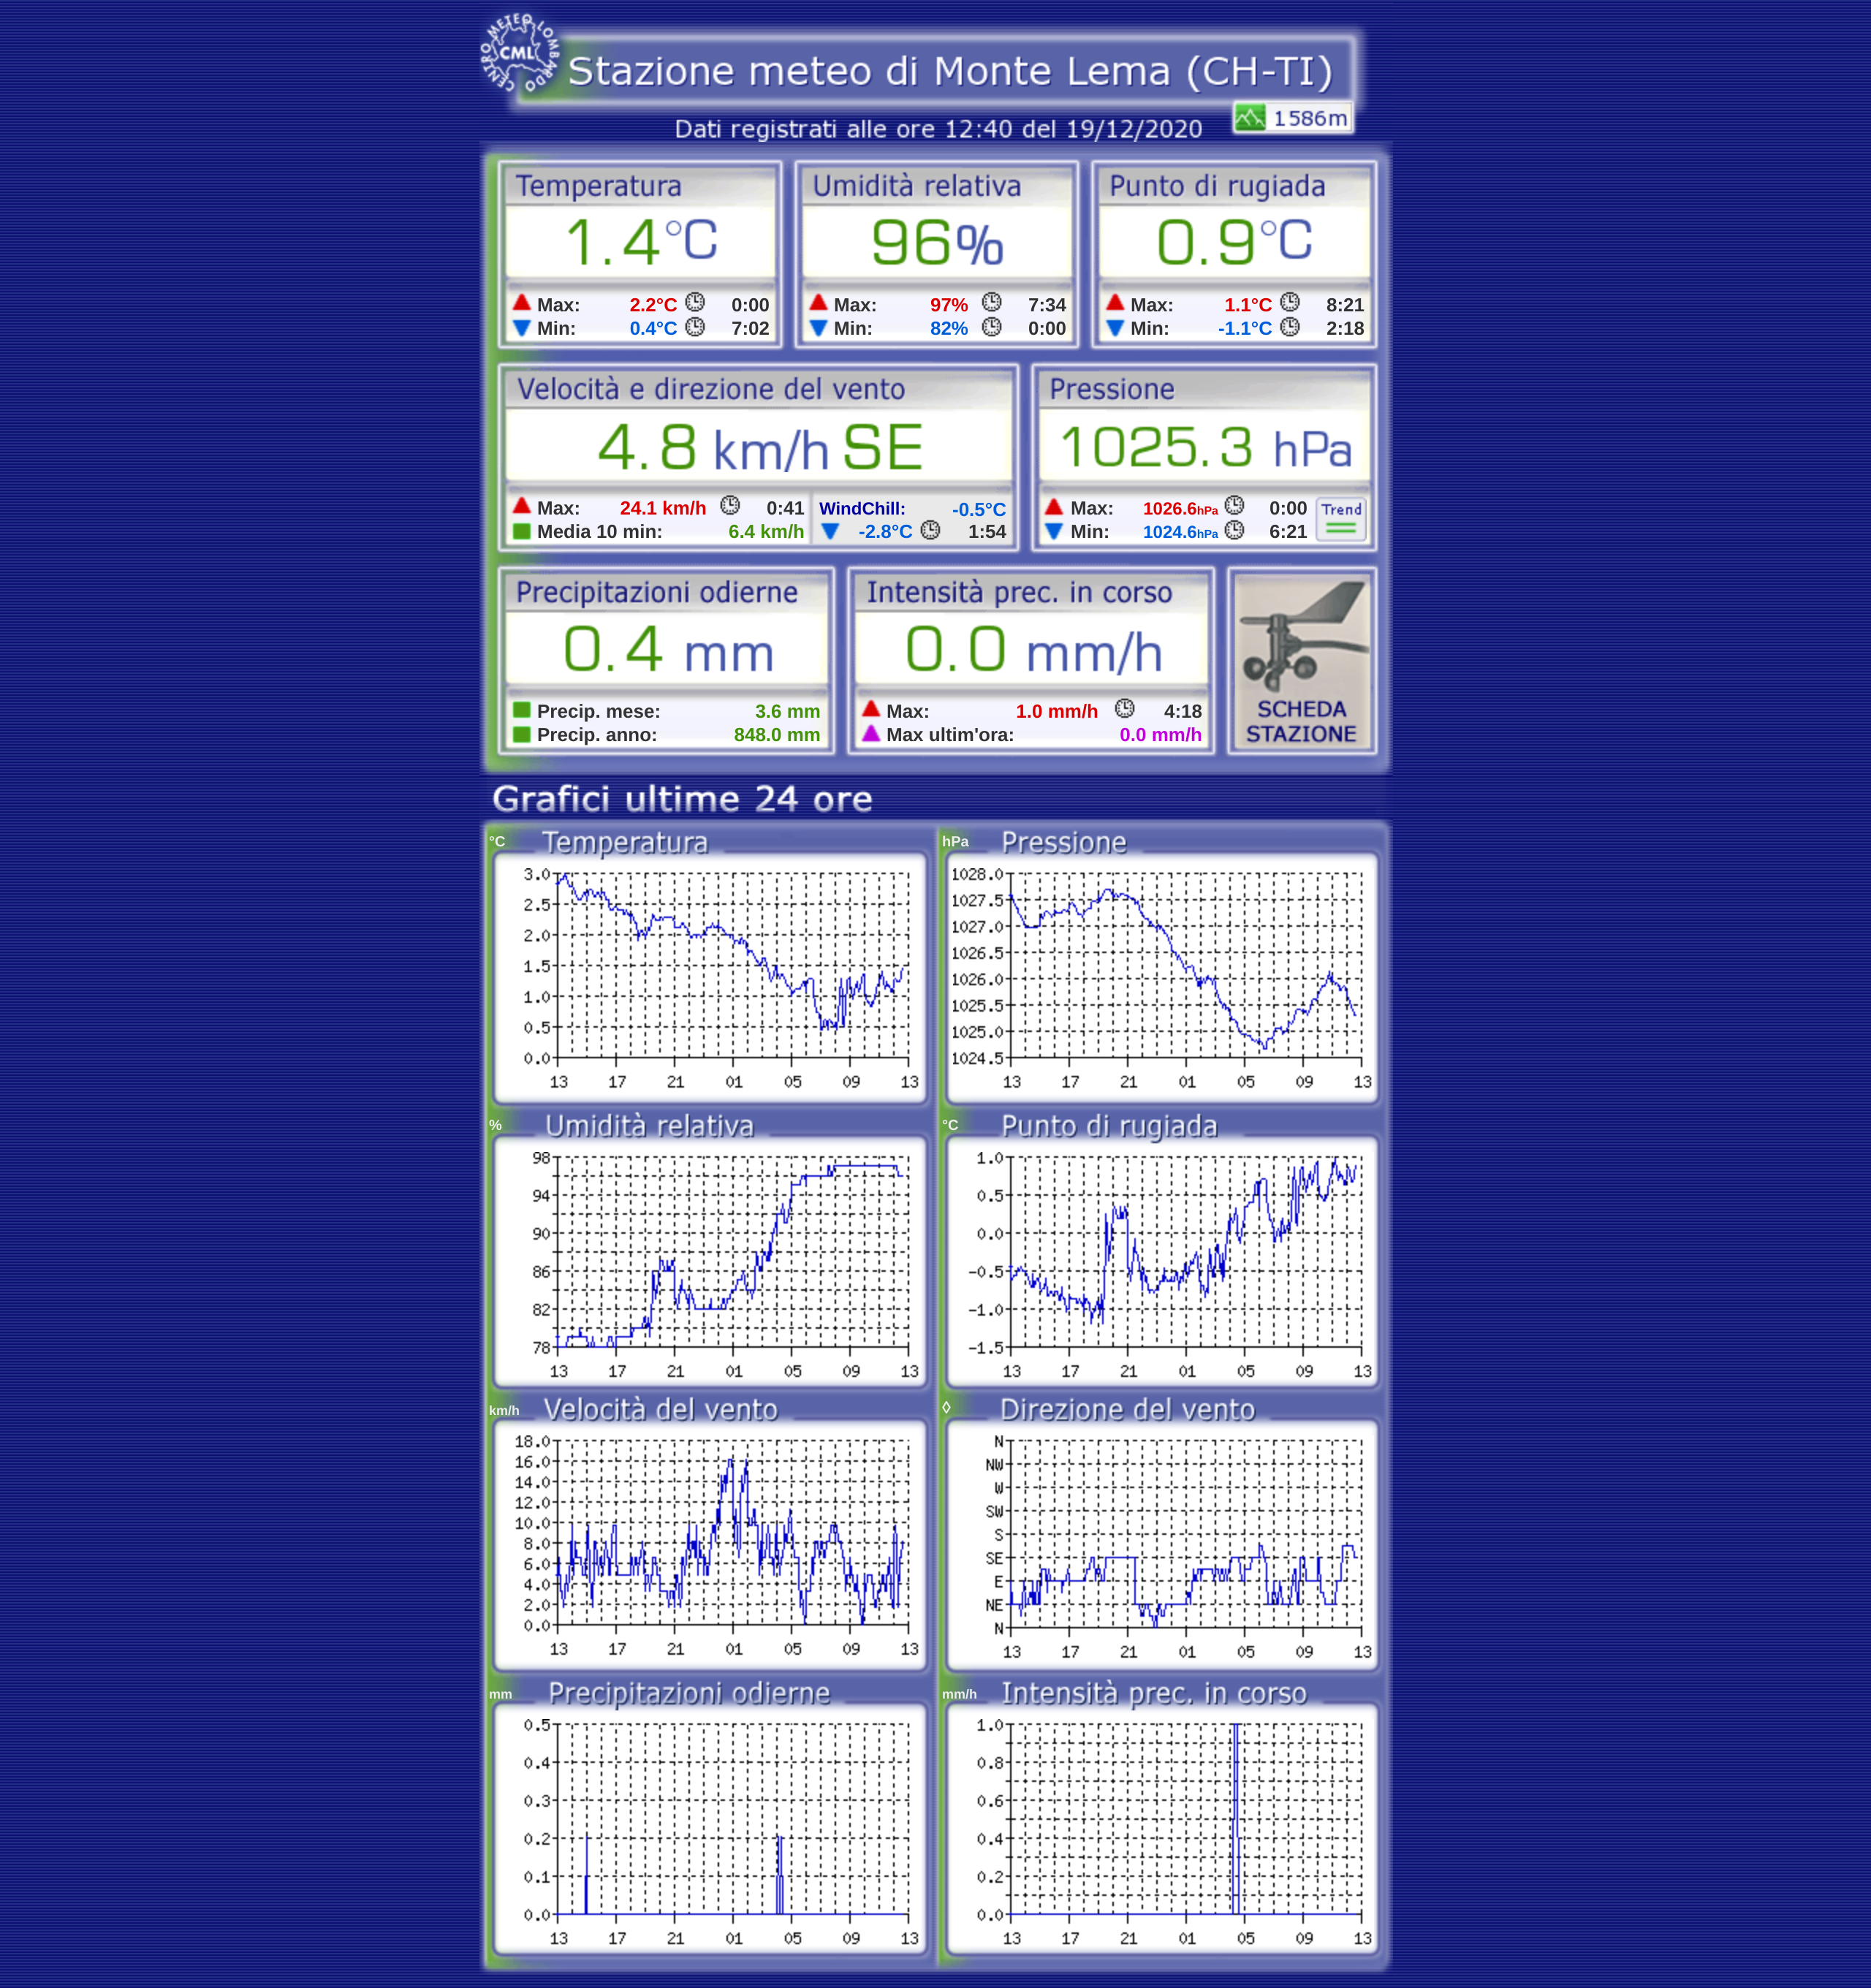 CENTRO METEO LOMBARDO
CML
Stazione meteo di Monte Lema (CH-TI)
1586m
Dati registrati alle ore 12:40 del 19/12/2020
Temperatura Umidità relativa Punto di rugiada
1.4°C 96% 0.9°C
Max: 2.2°C 0:00 Max: 97% 7:34 Max: 1.1°C 8:21
Min: 0.4°C 7:02 Min: 82% 0:00 Min: -1.1°C 2:18
Velocità e direzione del vento Pressione
4.8 km/h SE 1025.3 hPa
Max: 24.1 km/h 0:41 WindChill: -0.5°C Max: 1026.6hPa 0:00 Trend
Media 10 min: 6.4 km/h -2.8°C 1:54 Min: 1024.6hPa 6:21
Precipitazioni odierne Intensità prec. in corso
0.4 mm 0.0 mm/h
Precip. mese: 3.6 mm Max: 1.0 mm/h 4:18 SCHEDA
Precip. anno: 848.0 mm Max ultim'ora: 0.0 mm/h STAZIONE
Grafici ultime 24 ore
°C Temperatura
3.0
2.5
2.0
1.5
1.0
0.5
0.0
13 17 21 01 05 09 13
hPa Pressione
1028.0
1027.5
1027.0
1026.5
1026.0
1025.5
1025.0
1024.5
13 17 21 01 05 09 13
% Umidità relativa
98
94
90
86
82
78
13 17 21 01 05 09 13
°C Punto di rugiada
1.0
0.5
0.0
-0.5
-1.0
-1.5
13 17 21 01 05 09 13
km/h Velocità del vento
18.0
16.0
14.0
12.0
10.0
8.0
6.0
4.0
2.0
0.0
13 17 21 01 05 09 13
◊ Direzione del vento
N
NW
W
SW
S
SE
E
NE
N
13 17 21 01 05 09 13
mm Precipitazioni odierne
0.5
0.4
0.3
0.2
0.1
0.0
13 17 21 01 05 09 13
mm/h Intensità prec. in corso
1.0
0.8
0.6
0.4
0.2
0.0
13 17 21 01 05 09 13